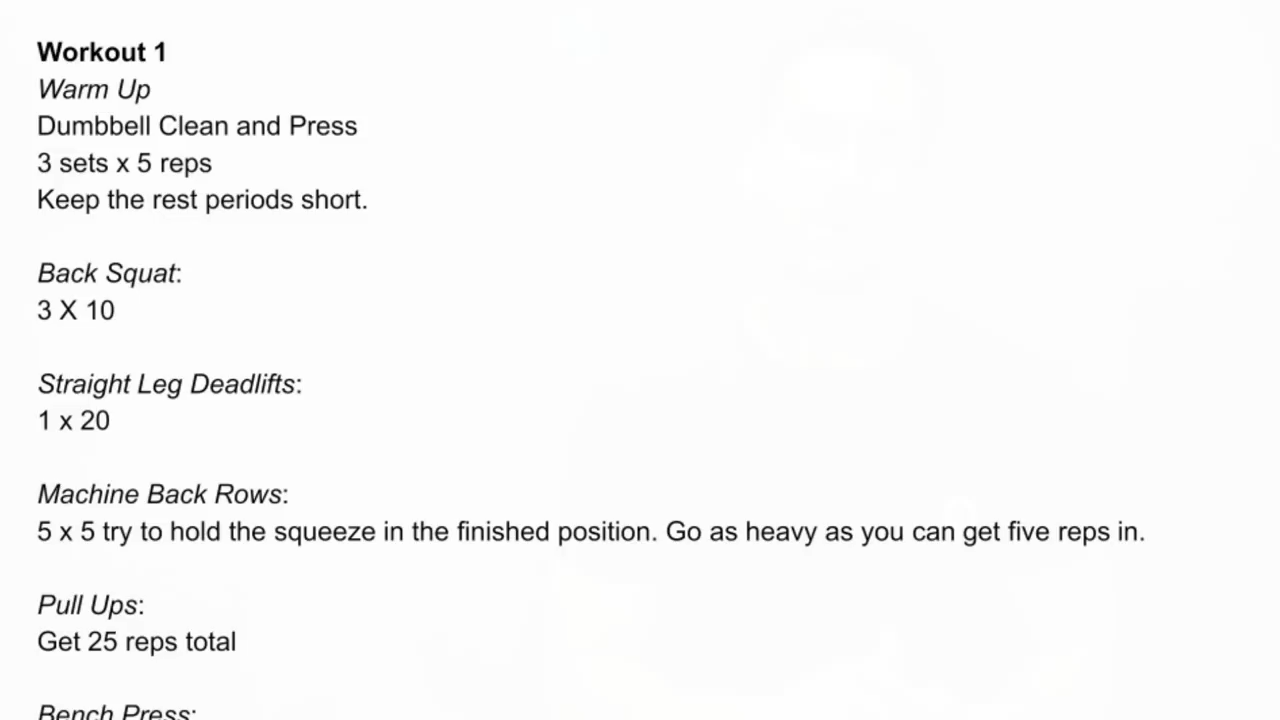 Workout 1
Warm Up
Dumbbell Clean and Press
3 sets x 5 reps
Keep the rest periods short.
Back Squat:
3 X 10
Straight Leg Deadlifts:
1 x 20
Machine Back Rows:
5 x 5 try to hold the squeeze in the finished position. Go as heavy as you can get five reps in.
Pull Ups:
Get 25 reps total
Bench Press: